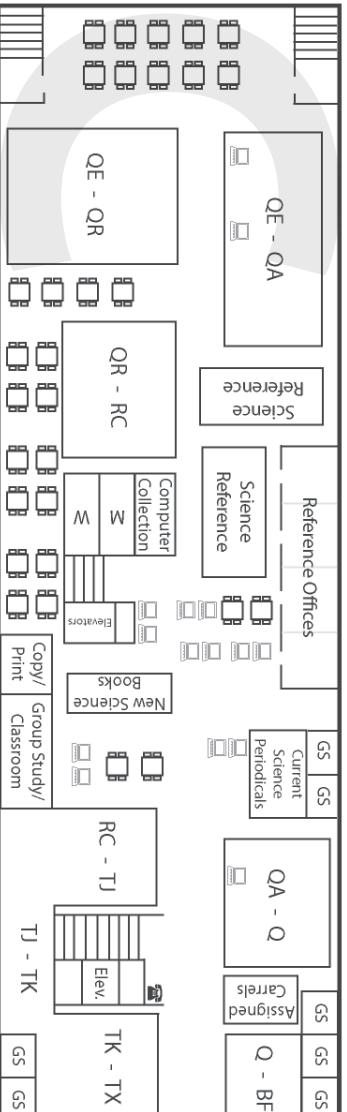 QE - QR
QE - QA
QR - RC
Science
Reference
Computer
Collection
M
W
Science
Reference
Reference Offices
Elevators
Copy/
Print
New Science
Books
Group Study/
Classroom
Current
Science
Periodicals
GS
GS
RC - TJ
QA - Q
TJ - TK
Elev.
Assigned
Carrels
GS
TK - TX
Q - BF
GS
GS
GS
GS